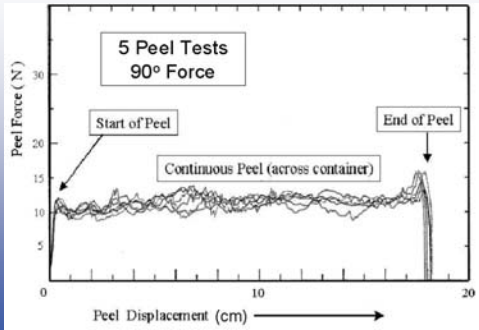 5 Peel Tests
90° Force
Peel Force ( N )
30
20
15
10
5
Start of Peel
End of Peel
Continuous Peel (across container)
0
10
20
Peel Displacement (cm)